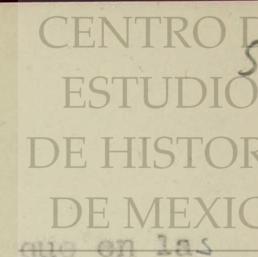 CENTRO D
ESTUDIO
DE HISTOR
DE MEXIC
que en las